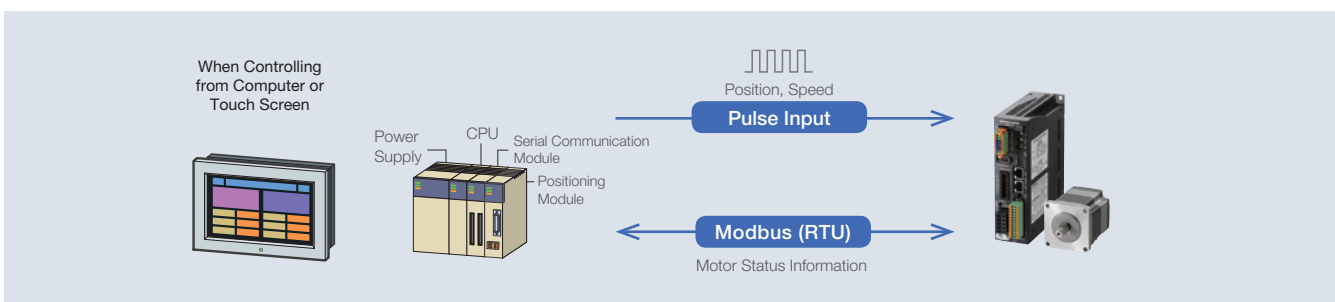 When Controlling
from Computer or
Touch Screen
Power
Supply
CPU
Serial Communication
Module
Positioning
Module
Position, Speed
Pulse Input
Modbus (RTU)
Motor Status Information